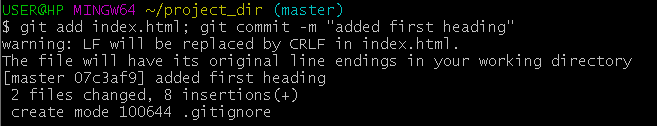 USER@HP MINGW64 ~/project_dir (master)
$ git add index.html; git commit -m "added first heading"
warning: LF will be replaced by CRLF in index.html.
The file will have its original line endings in your working directory
[master 07c3af9] added first heading
 2 files changed, 8 insertions(+)
 create mode 100644 .gitignore